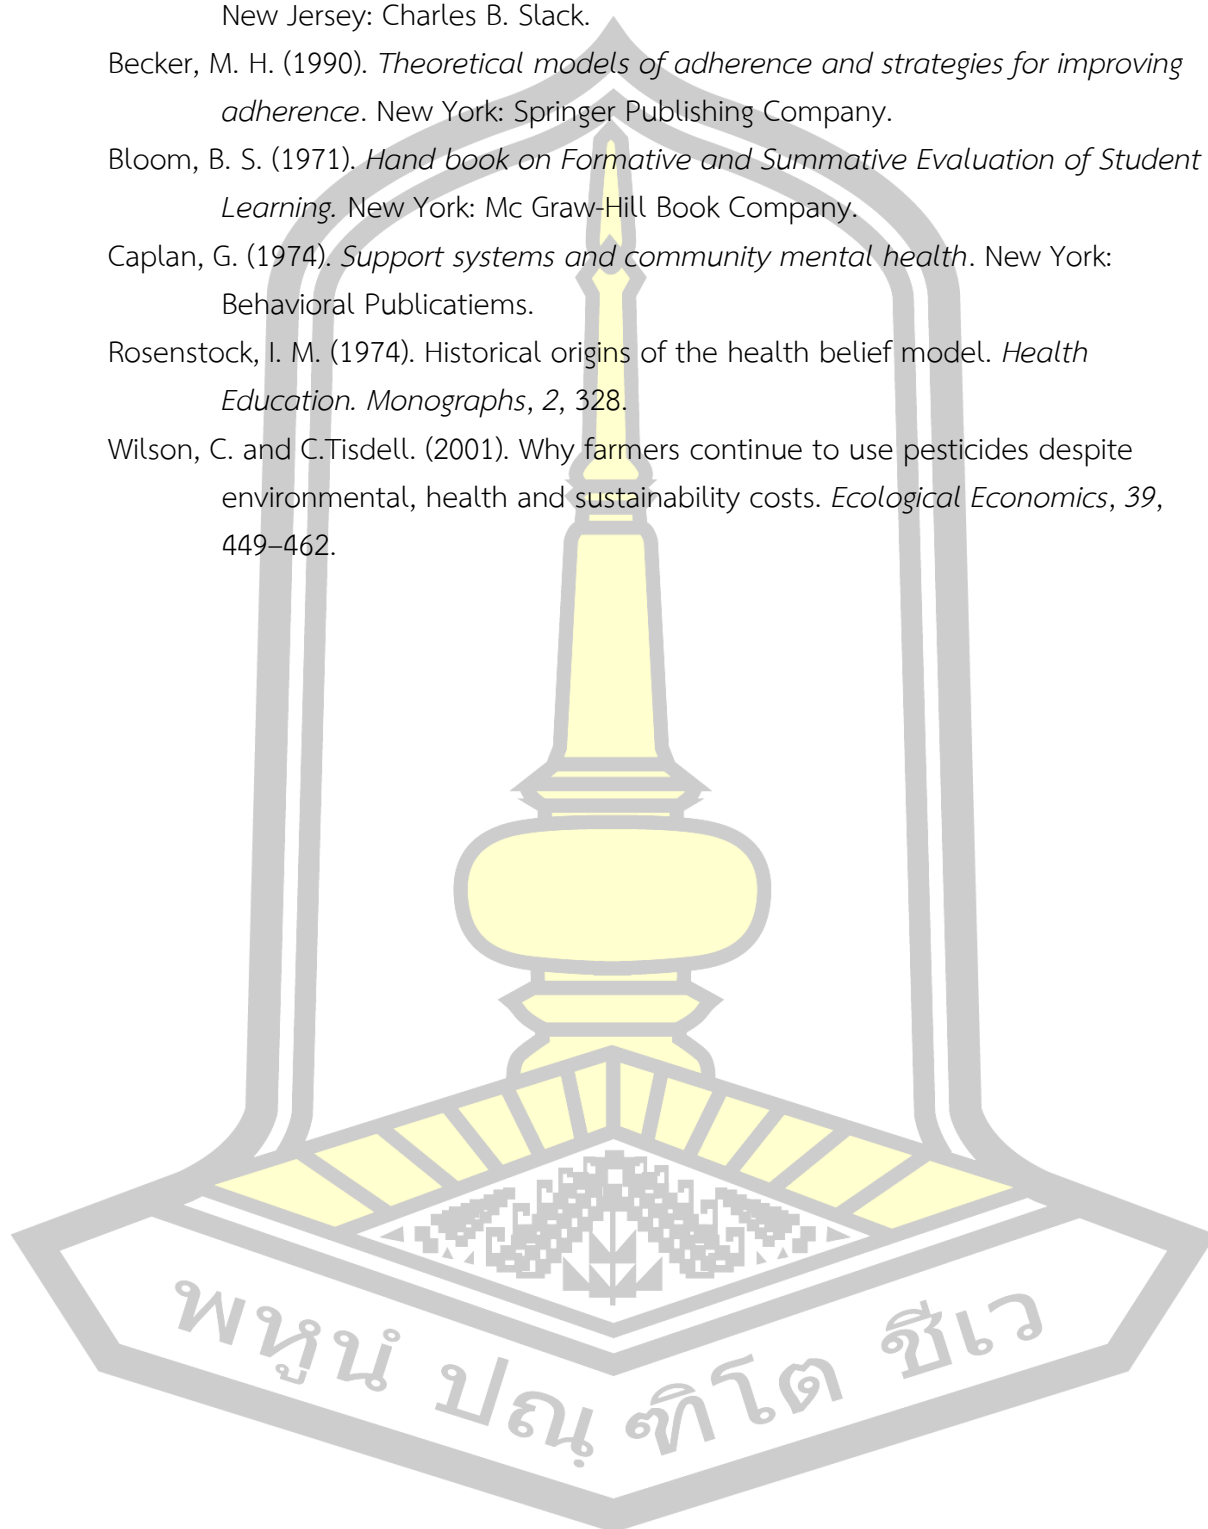 New Jersey: Charles B. Slack.
Becker, M. H. (1990). Theoretical models of adherence and strategies for improving
adherence. New York: Springer Publishing Company.
Bloom, B. S. (1971). Hand book on Formative and Summative Evaluation of Student
Learning. New York: Mc Graw-Hill Book Company.
Caplan, G. (1974). Support systems and community mental health. New York:
Behavioral Publicatiems.
Rosenstock, I. M. (1974). Historical origins of the health belief model. Health
Education. Monographs, 2, 328.
Wilson, C. and C.Tisdell. (2001). Why farmers continue to use pesticides despite
environmental, health and sustainability costs. Ecological Economics, 39,
449–462.
พหูนํ ปณฺฑิโต ชีเว